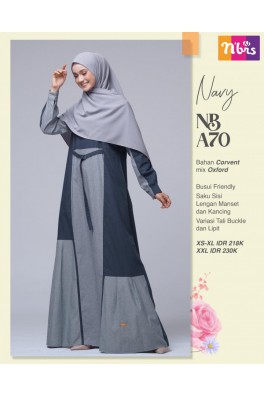 Nbrs
Navy
NB
A70
Bahan Corvent
mix Oxford
Busui Friendly
Saku Sisi
Lengan Manset
dan Kancing
Variasi Tali Buckle
dan Lipit
XS-XL IDR 218K
XXL IDR 230K